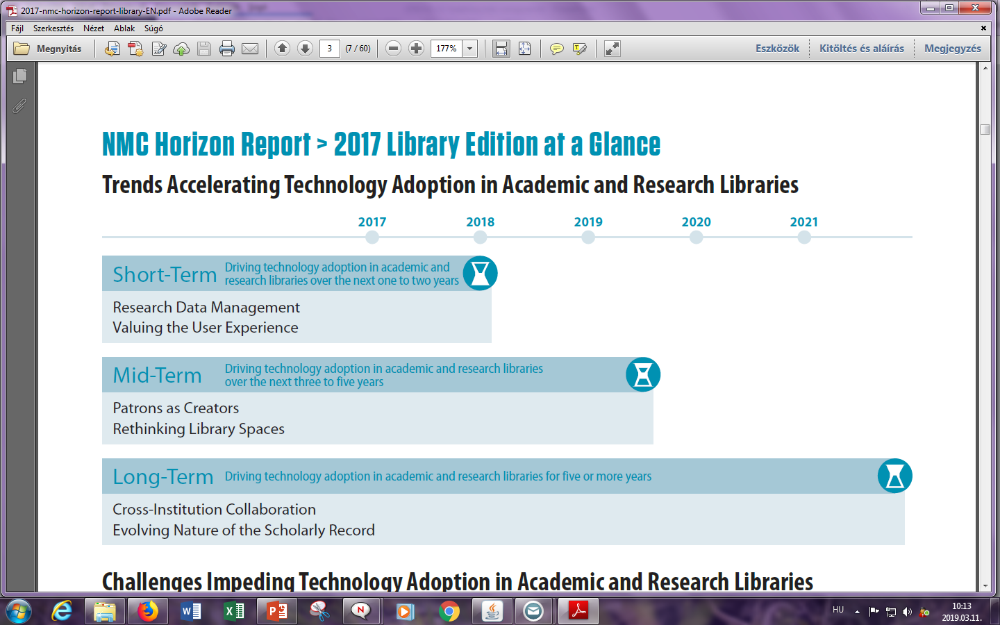 2017-nmc-horizon-report-library-EN.pdf - Adobe Reader
Fájl Szerkesztés Nézet Ablak Súgó
Megnyitás 3 (7 / 60) 177% Eszközök Kitöltés és aláírás Megjegyzés
NMC Horizon Report > 2017 Library Edition at a Glance
Trends Accelerating Technology Adoption in Academic and Research Libraries
2017 2018 2019 2020 2021
Short-Term
Driving technology adoption in academic and
research libraries over the next one to two years
Research Data Management
Valuing the User Experience
Mid-Term
Driving technology adoption in academic and research libraries
over the next three to five years
Patrons as Creators
Rethinking Library Spaces
Long-Term Driving technology adoption in academic and research libraries for five or more years
Cross-Institution Collaboration
Evolving Nature of the Scholarly Record
Challenges Impeding Technology Adoption in Academic and Research Libraries
HU
10:13
2019.03.11.